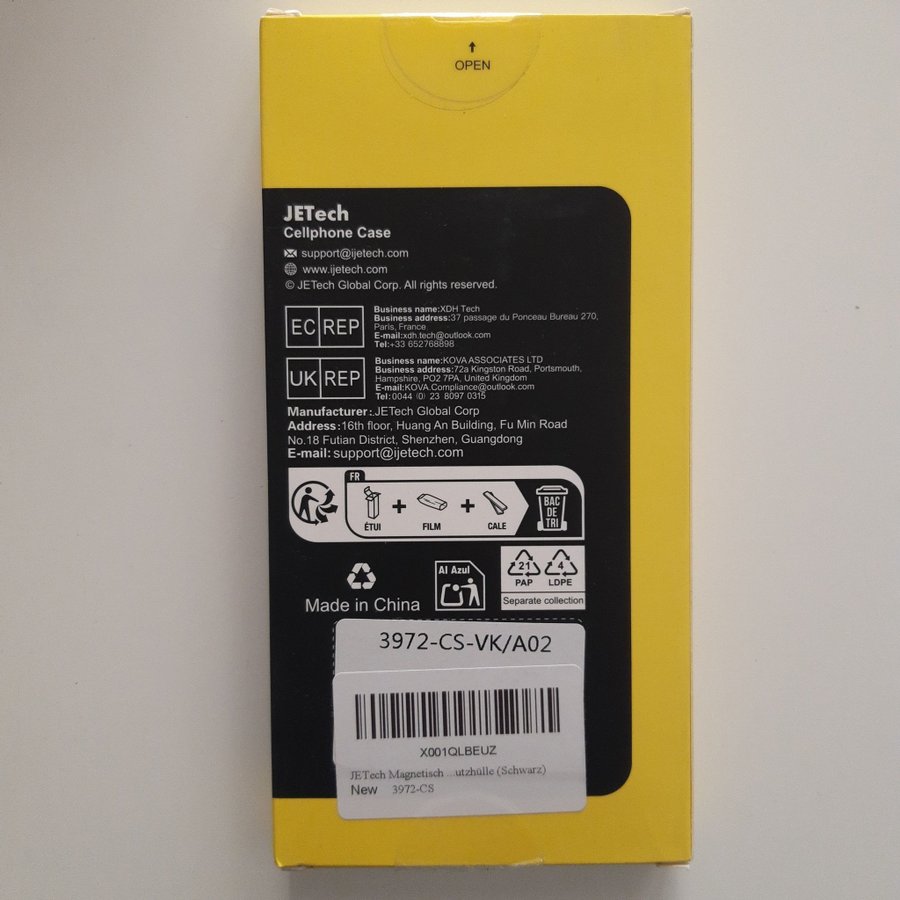 OPEN
JETech
Cellphone Case
support@ijetech.com
www.ijetech.com
© JETech Global Corp. All rights reserved.
EC REP
Business name:XDH Tech
Business address:37 passage du Ponceau Bureau 270,
Paris, France
E-mail:xdh.tech@outlook.com
Tel:+33 652768898
UK REP
Business name:KOVA ASSOCIATES LTD
Business address:72a Kingston Road, Portsmouth,
Hampshire, PO2 7PA, United Kingdom
E-mail:KOVA.Compliance@outlook.com
Tel:0044 (0) 23 8097 0315
Manufacturer:JETech Global Corp
Address:16th floor, Huang An Building, Fu Min Road
No.18 Futian District, Shenzhen, Guangdong
E-mail:support@ijetech.com
FR
ÉTUI + FILM + CALE
BAC
DE
TRI
Made in China
Al Azul
21 PAP
4 LDPE
Separate collection
3972-CS-VK/A02
X001QLBEUZ
JETech Magnetisch ...utzhülle (Schwarz)
New 3972-CS